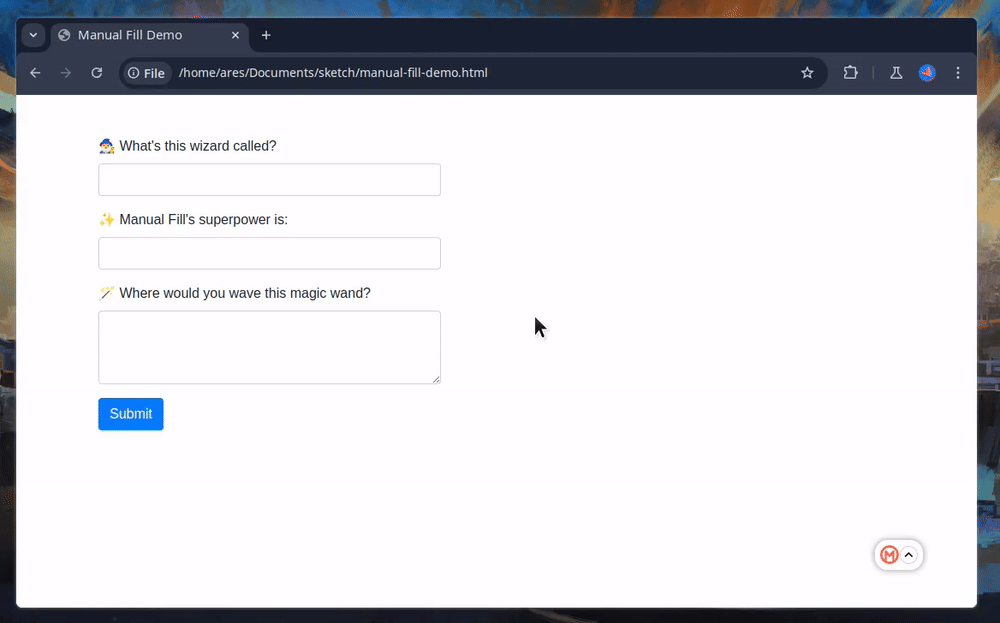 Manual Fill Demo
File /home/ares/Documents/sketch/manual-fill-demo.html
🧙 What's this wizard called?
✨ Manual Fill's superpower is:
🪄 Where would you wave this magic wand?
Submit
M